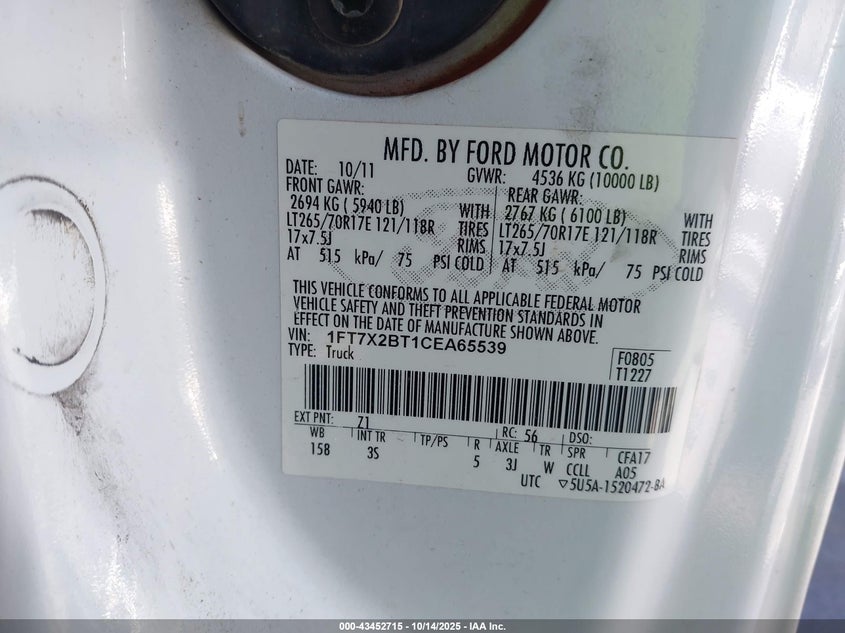 MFD. BY FORD MOTOR CO.
DATE: 10/11 GVWR: 4536 KG (10000 LB)
FRONT GAWR: REAR GAWR:
2694 KG ( 5940 LB) WITH 2767 KG ( 6100 LB) WITH
LT265/70R17E 121/118R TIRES LT265/70R17E 121/118R TIRES
17x7.5J RIMS 17x7.5J RIMS
AT 515 kPa/ 75 PSI COLD AT 515 kPa/ 75 PSI COLD
THIS VEHICLE CONFORMS TO ALL APPLICABLE FEDERAL MOTOR
VEHICLE SAFETY AND THEFT PREVENTION STANDARDS IN
EFFECT ON THE DATE OF MANUFACTURE SHOWN ABOVE.
VIN: 1FT7X2BT1CEA65539
TYPE: Truck
F0805
T1227
EXT PNT: Z1 RC: 56 DSO:
WB INT TR TP/PS R AXLE TR SPR CFA17
158 3S 5 3J W CCLL A05
UTC ▽5U5A-1520472-BA
000-43452715 - 10/14/2025 - IAA Inc.